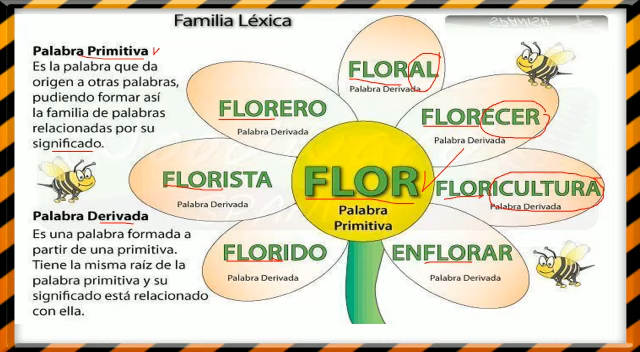 Familia Léxica
Palabra Primitiva
Es la palabra que da
origen a otras palabras,
pudiendo formar así
la familia de palabras
relacionadas por su
significado.
Palabra Derivada
Es una palabra formada a
partir de una primitiva.
Tiene la misma raíz de la
palabra primitiva y su
significado está relacionado
con ella.
FLORAL
Palabra Derivada
FLORERO
Palabra Derivada
FLORECER
Palabra Derivada
FLORISTA
Palabra Derivada
FLOR
Palabra
Primitiva
FLORICULTURA
Palabra Derivada
FLORIDO
Palabra Derivada
ENFLORAR
Palabra Derivada
SPANISH